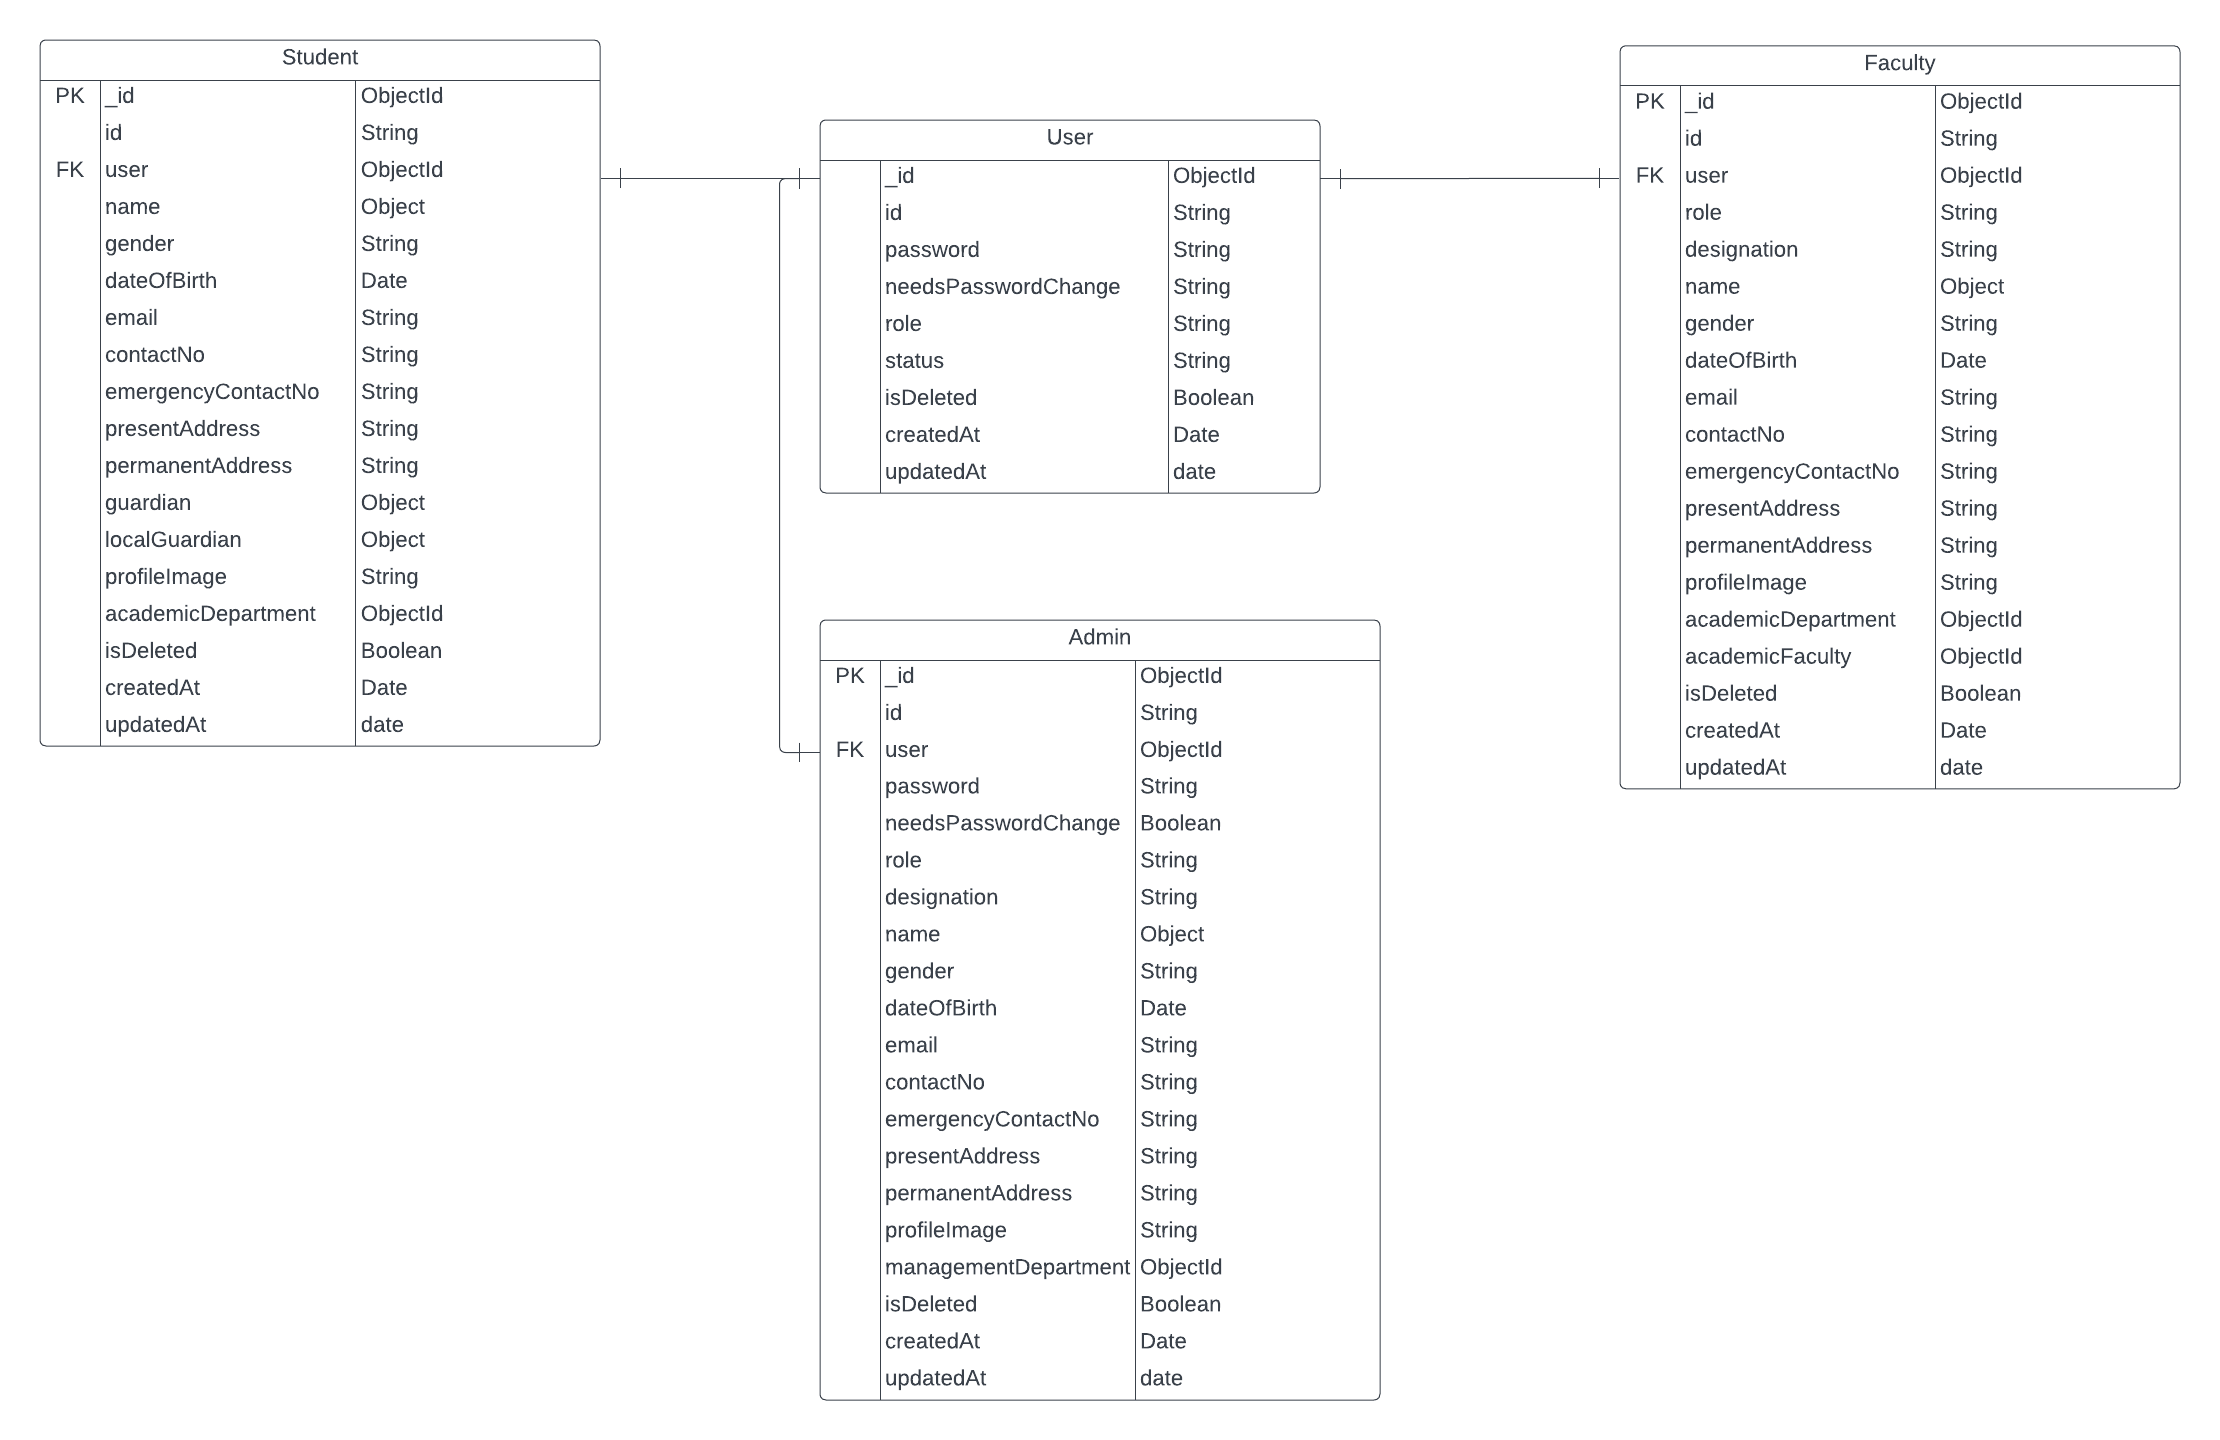 Student
PK _id ObjectId
id String
FK user ObjectId
name Object
gender String
dateOfBirth Date
email String
contactNo String
emergencyContactNo String
presentAddress String
permanentAddress String
guardian Object
localGuardian Object
profileImage String
academicDepartment ObjectId
isDeleted Boolean
createdAt Date
updatedAt date
User
_id ObjectId
id String
password String
needsPasswordChange String
role String
status String
isDeleted Boolean
createdAt Date
updatedAt date
Admin
PK _id ObjectId
id String
FK user ObjectId
password String
needsPasswordChange Boolean
role String
designation String
name Object
gender String
dateOfBirth Date
email String
contactNo String
emergencyContactNo String
presentAddress String
permanentAddress String
profileImage String
managementDepartment ObjectId
isDeleted Boolean
createdAt Date
updatedAt date
Faculty
PK _id ObjectId
id String
FK user ObjectId
role String
designation String
name Object
gender String
dateOfBirth Date
email String
contactNo String
emergencyContactNo String
presentAddress String
permanentAddress String
profileImage String
academicDepartment ObjectId
academicFaculty ObjectId
isDeleted Boolean
createdAt Date
updatedAt date